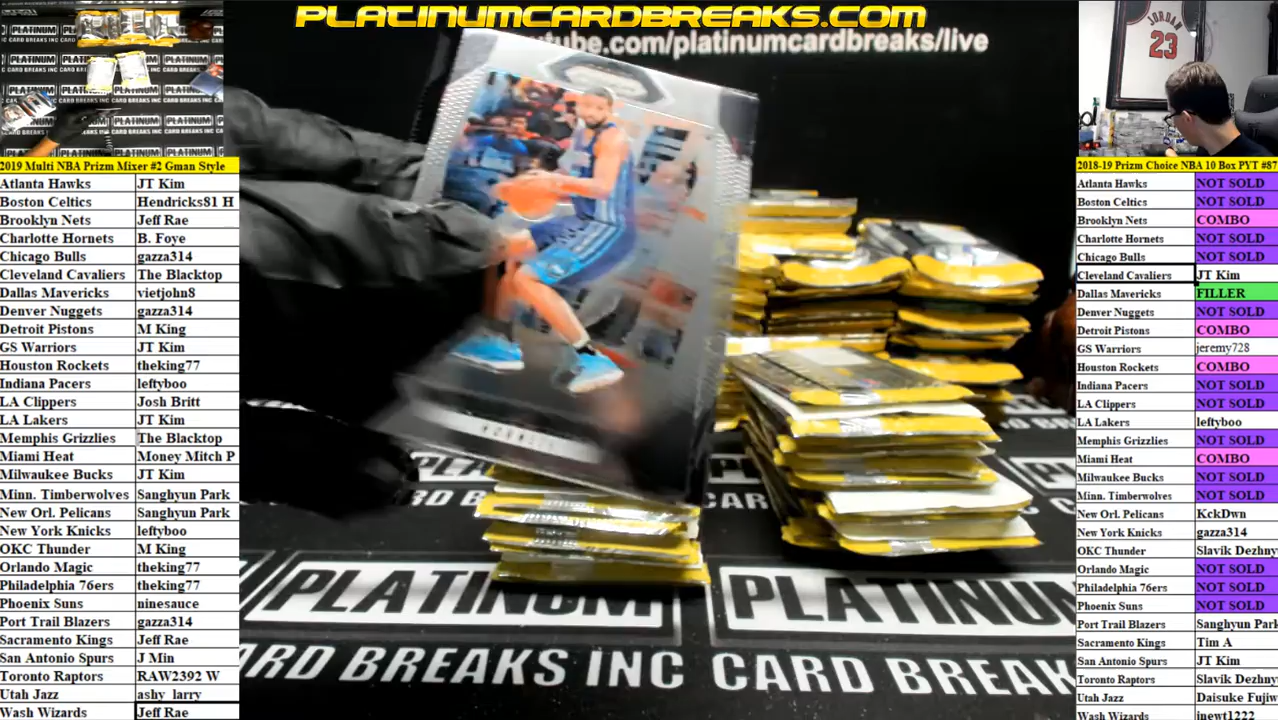 PLATINUMCARDBREAKS.COM
youtube.com/platinumcardbreaks/live
2019 Multi NBA Prizm Mixer #2 Gman Style
Atlanta Hawks JT Kim
Boston Celtics Hendricks81 H
Brooklyn Nets Jeff Rae
Charlotte Hornets B. Foye
Chicago Bulls gazza314
Cleveland Cavaliers The Blacktop
Dallas Mavericks vietjohn8
Denver Nuggets gazza314
Detroit Pistons M King
GS Warriors JT Kim
Houston Rockets theking77
Indiana Pacers leftyboo
LA Clippers Josh Britt
LA Lakers JT Kim
Memphis Grizzlies The Blacktop
Miami Heat Money Mitch P
Milwaukee Bucks JT Kim
Minn. Timberwolves Sanghyun Park
New Orl. Pelicans Sanghyun Park
New York Knicks leftyboo
OKC Thunder M King
Orlando Magic theking77
Philadelphia 76ers theking77
Phoenix Suns ninesauce
Port Trail Blazers gazza314
Sacramento Kings Jeff Rae
San Antonio Spurs J Min
Toronto Raptors RAW2392 W
Utah Jazz ashy larry
Wash Wizards Jeff Rae
JORDAN
23
2018-19 Prizm Choice NBA 10 Box PYT #87
Atlanta Hawks NOT SOLD
Boston Celtics NOT SOLD
Brooklyn Nets COMBO
Charlotte Hornets NOT SOLD
Chicago Bulls NOT SOLD
Cleveland Cavaliers JT Kim
Dallas Mavericks FILLER
Denver Nuggets NOT SOLD
Detroit Pistons COMBO
GS Warriors jeremy728
Houston Rockets COMBO
Indiana Pacers NOT SOLD
LA Clippers NOT SOLD
LA Lakers leftyboo
Memphis Grizzlies NOT SOLD
Miami Heat COMBO
Milwaukee Bucks NOT SOLD
Minn. Timberwolves NOT SOLD
New Orl. Pelicans KckDwn
New York Knicks gazza314
OKC Thunder Slavik Dezhny
Orlando Magic NOT SOLD
Philadelphia 76ers NOT SOLD
Phoenix Suns NOT SOLD
Port Trail Blazers Sanghyun Park
Sacramento Kings Tim A
San Antonio Spurs JT Kim
Toronto Raptors Slavik Dezhny
Utah Jazz Daisuke Fujiw
Wash Wizards jnewt1222
PLATINUM PLATINUM
CARD BREAKS INC CARD BREAK